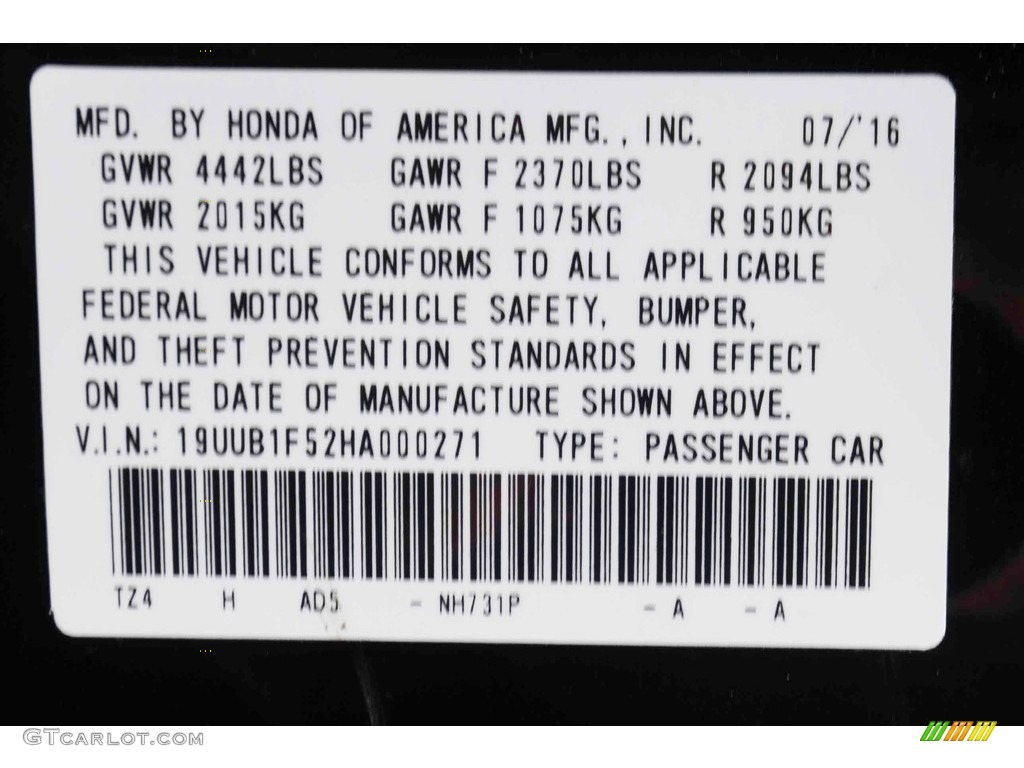 MFD. BY HONDA OF AMERICA MFG., INC. 07/'16
GVWR 4442LBS GAWR F 2370LBS R 2094LBS
GVWR 2015KG GAWR F 1075KG R 950KG
THIS VEHICLE CONFORMS TO ALL APPLICABLE
FEDERAL MOTOR VEHICLE SAFETY, BUMPER,
AND THEFT PREVENTION STANDARDS IN EFFECT
ON THE DATE OF MANUFACTURE SHOWN ABOVE.
V.I.N.: 19UUB1F52HA000271 TYPE: PASSENGER CAR
TZ4 H AD5 - NH731P - A - A
GTCARLOT.COM